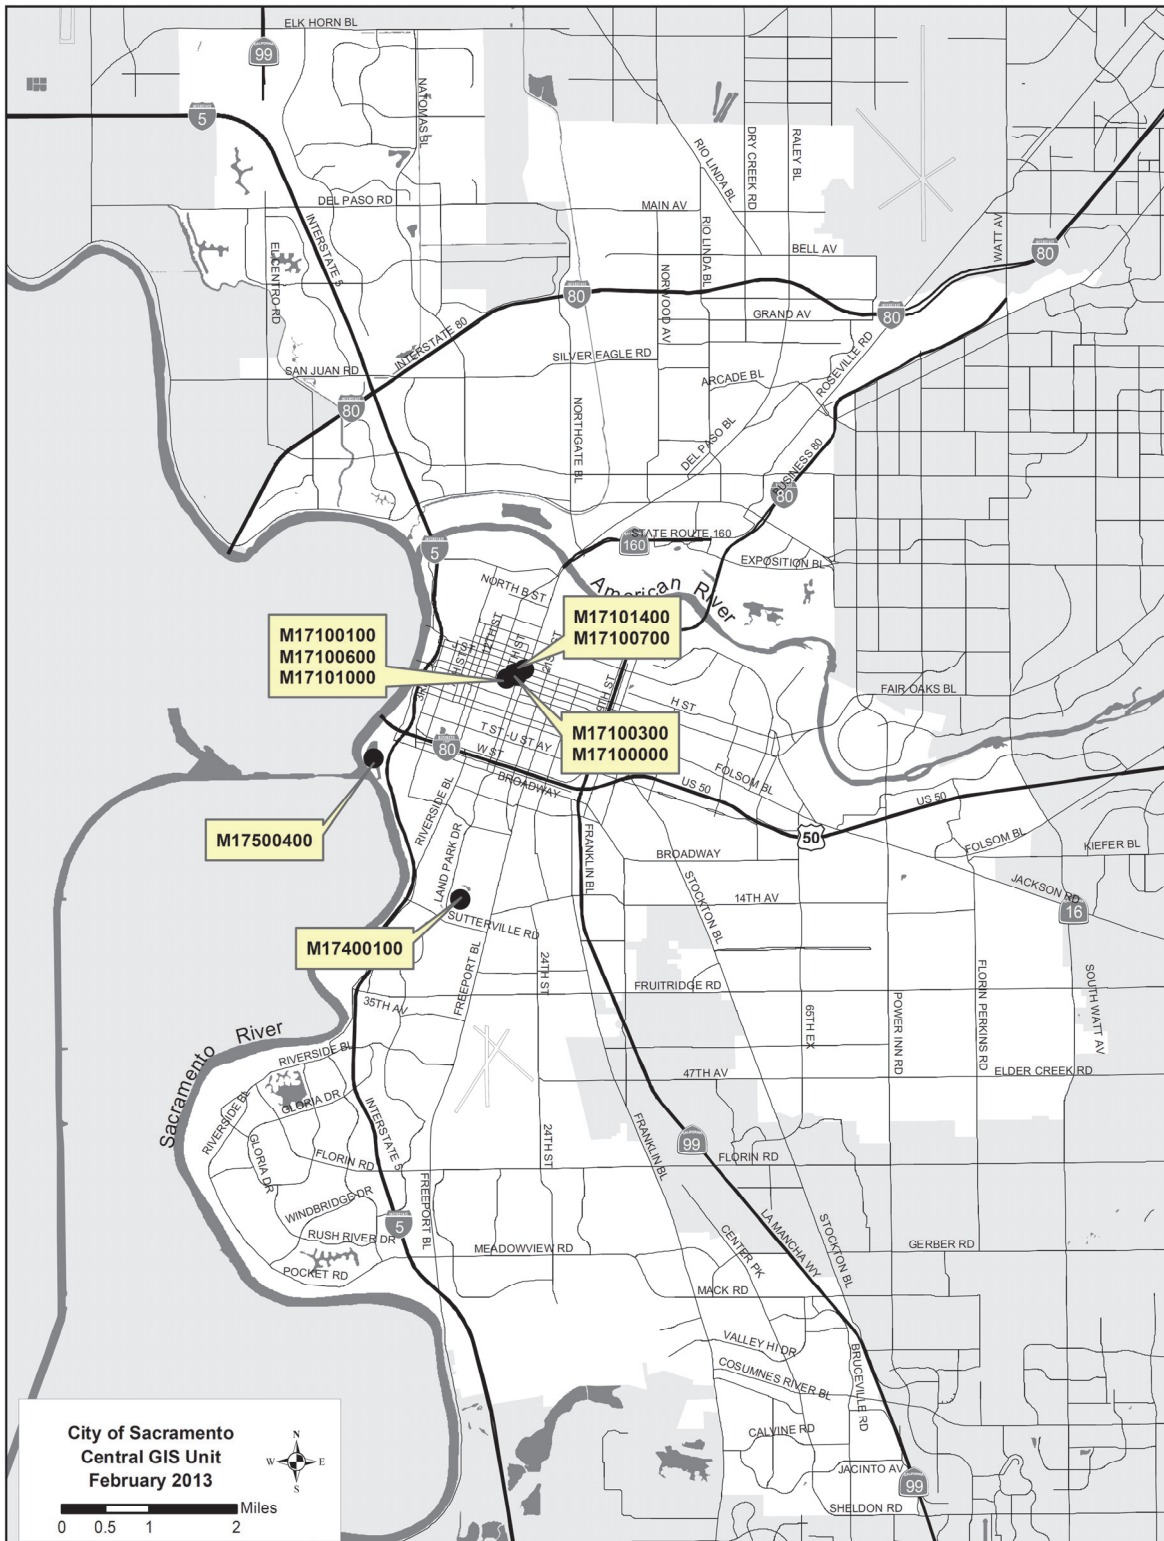 ELK HORN BL
CALIFORNIA
99
NATOMAS BL
INTERSTATE
5
RIO LINDA BL
DRY CREEK RD
RALEY BL
DEL PASO RD
MAIN AV
RIO LINDA BL
WATT AV
INTERSTATE 5
EL CENTRO RD
BELL AV
80
NORWOOD AV
80
INTERSTATE 80
GRAND AV
80
SILVER EAGLE RD
SAN JUAN RD
ARCADE BL
ROSEVILLE RD
80
NORTHGATE BL
DEL PASO BL
BUSINESS 80
80
STATE ROUTE 160
160
5
EXPOSITION BL
NORTH B ST
American River
12TH ST
M17101400
M17100700
M17100100
M17100600
M17101000
FAIR OAKS BL
H ST
M17100300
M17100000
T ST-U ST AY
W ST
80
BROADWAY
FOLSOM BL
US 50
US 50
50
M17500400
RIVERSIDE BL
LAND PARK DR
FRANKLIN BL
BROADWAY
STOCKTON BL
FOLSOM BL
KIEFER BL
JACKSON RD
16
14TH AV
SUTTERVILLE RD
M17400100
FREEPORT BL
24TH ST
FRUITRIDGE RD
35TH AV
65TH EX
POWER INN RD
FLORIN PERKINS RD
SOUTH WATT AV
Sacramento River
RIVERSIDE BL
47TH AV
ELDER CREEK RD
GLORIA DR
RIVERSIDE BL
INTERSTATE 5
GLORIA DR
24TH ST
FRANKLIN BL
99
FLORIN RD
FLORIN RD
FREEPORT BL
WINDBRIDGE DR
RUSH RIVER DR
5
POCKET RD
MEADOWVIEW RD
CENTER PK
LA MANCHA WY
STOCKTON BL
GERBER RD
MACK RD
VALLEY HI DR
COSUMNES RIVER BL
BRUCEVILLE RD
CALVINE RD
JACINTO AV
99
SHELDON RD
City of Sacramento
Central GIS Unit
February 2013
N
W E
S
Miles
0 0.5 1 2